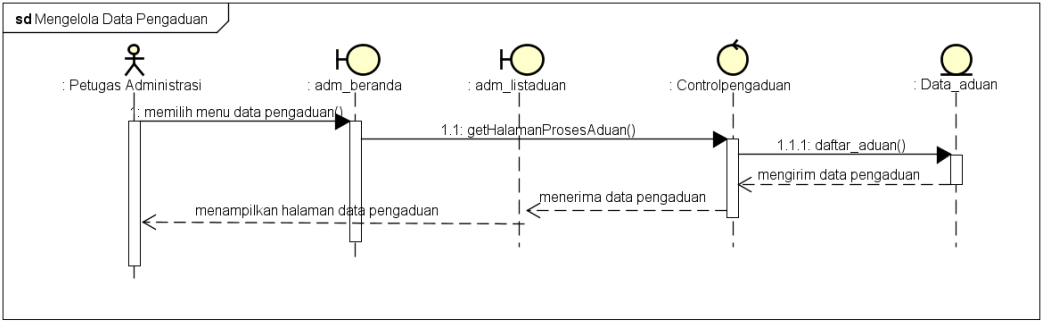 sd Mengelola Data Pengaduan
: Petugas Administrasi
: adm_beranda
: adm_listaduan
: Controlpengaduan
: Data_aduan
1: memilih menu data pengaduan()
1.1: getHalamanProsesAduan()
1.1.1: daftar_aduan()
mengirim data pengaduan
menerima data pengaduan
menampilkan halaman data pengaduan